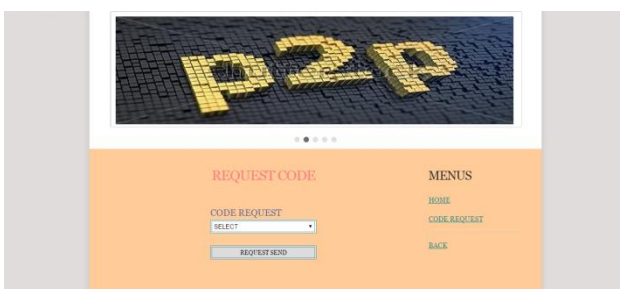 p2p
REQUEST CODE
CODE REQUEST
SELECT
REQUEST SEND
MENUS
HOME
CODE REQUEST
BACK